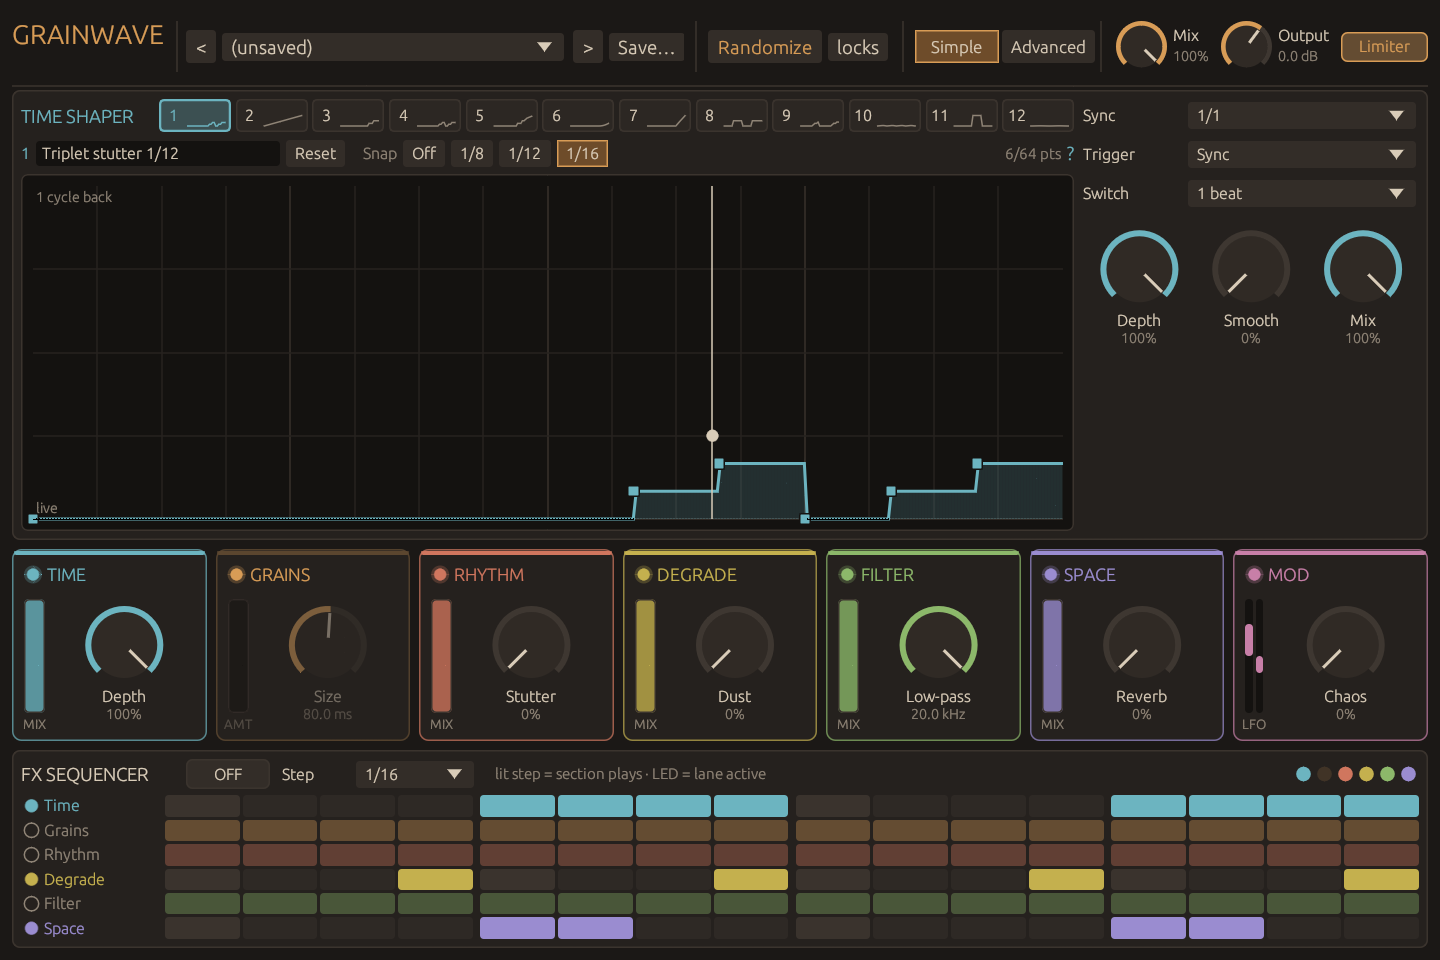 GRAINWAVE < (unsaved) > Save... Randomize locks Simple Advanced Mix 100% Output 0.0 dB Limiter
TIME SHAPER 1 2 3 4 5 6 7 8 9 10 11 12 Sync 1/1
1 Triplet stutter 1/12 Reset Snap Off 1/8 1/12 1/16 6/64 pts ? Trigger Sync
Switch 1 beat
1 cycle back
live
Depth Smooth Mix
100% 0% 100%
TIME GRAINS RHYTHM DEGRADE FILTER SPACE MOD
Depth Size Stutter Dust Low-pass Reverb Chaos
100% 80.0 ms 0% 0% 20.0 kHz 0% 0%
MIX AMT MIX MIX MIX MIX LFO
FX SEQUENCER OFF Step 1/16 lit step = section plays · LED = lane active
Time
Grains
Rhythm
Degrade
Filter
Space